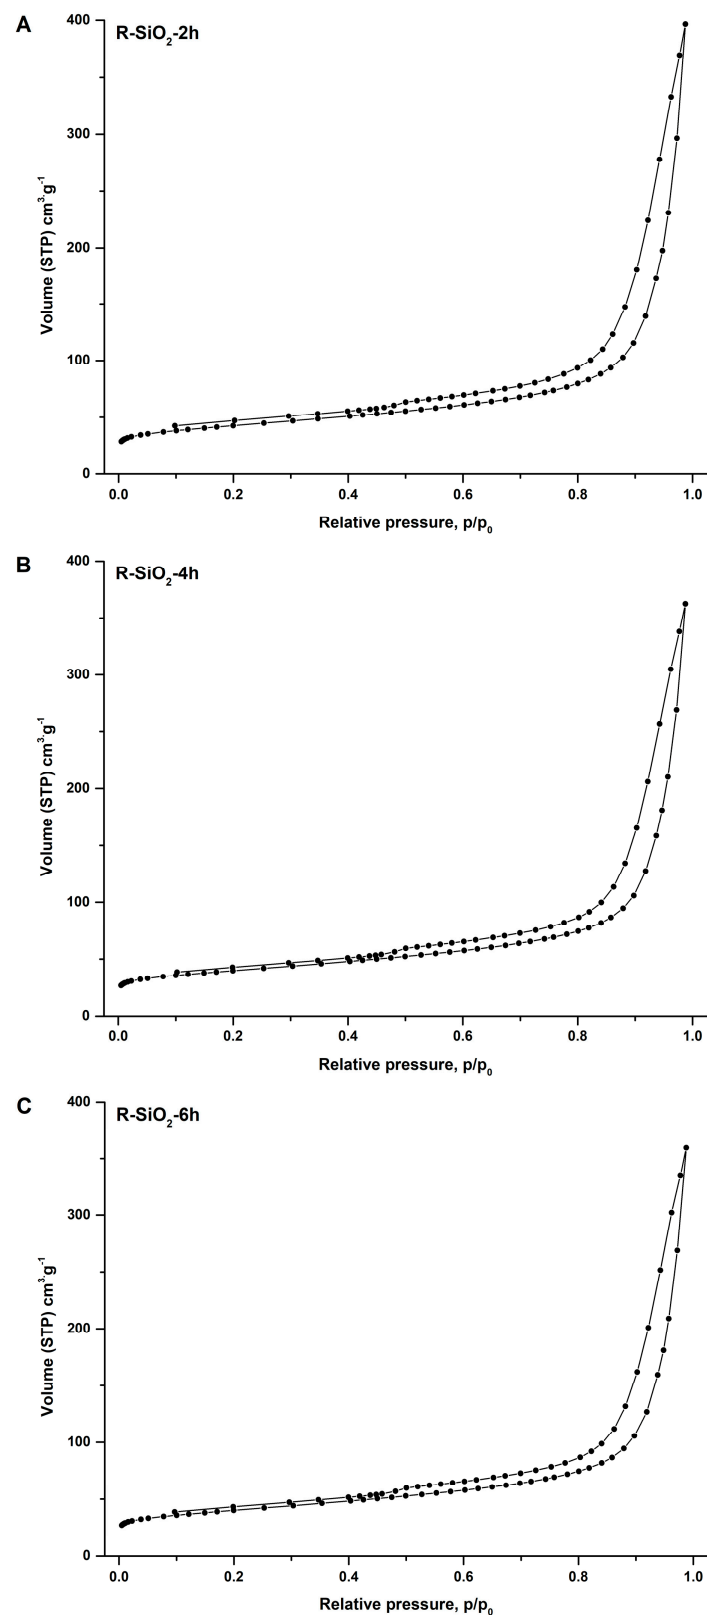 A
R-SiO₂-2h
400
300
200
100
0
Volume (STP) cm³·g⁻¹
0.0 0.2 0.4 0.6 0.8 1.0
Relative pressure, p/p₀
B
R-SiO₂-4h
400
300
200
100
0
Volume (STP) cm³·g⁻¹
0.0 0.2 0.4 0.6 0.8 1.0
Relative pressure, p/p₀
C
R-SiO₂-6h
400
300
200
100
0
Volume (STP) cm³·g⁻¹
0.0 0.2 0.4 0.6 0.8 1.0
Relative pressure, p/p₀